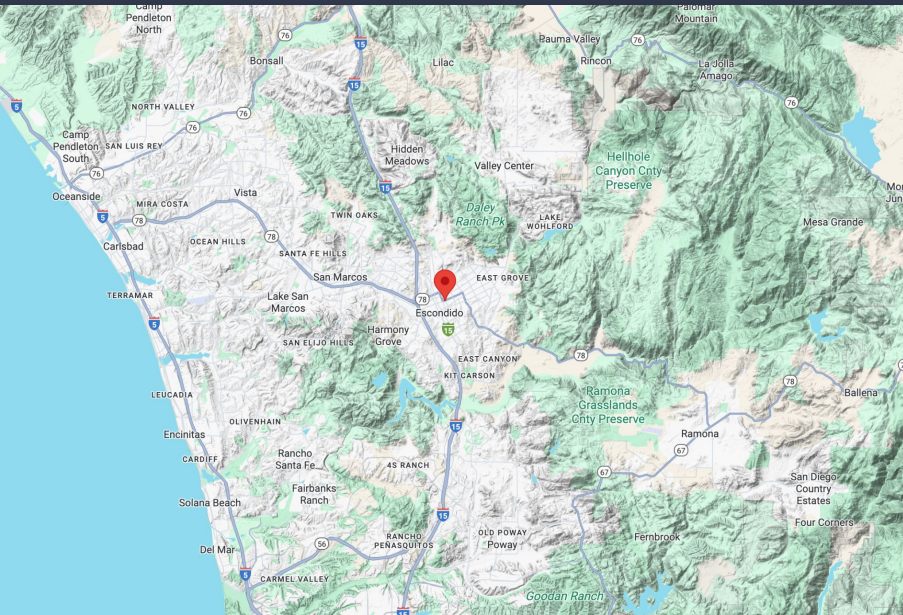 Camp
Pendleton
North
Palomar
Mountain
76
15
Pauma Valley
76
Bonsall
Lilac
Rincon
La Jolla
Amago
15
5
NORTH VALLEY
76
76
76
Camp
Pendleton
South
SAN LUIS REY
Hidden
Meadows
Valley Center
Hellhole
Canyon Cnty
Preserve
76
15
Oceanside
Vista
MIRA COSTA
5
78
TWIN OAKS
Daley
Ranch Pk
LAKE
WOHLFORD
Mesa Grande
Carlsbad
OCEAN HILLS
78
SANTA FE HILLS
San Marcos
EAST GROVE
TERRAMAR
Lake San
Marcos
78
Escondido
5
Harmony
Grove
15
SAN ELIJO HILLS
EAST CANYON
78
KIT CARSON
78
LEUCADIA
Ramona
Grasslands
Cnty Preserve
Ballena
OLIVENHAIN
15
Encinitas
Ramona
67
CARDIFF
Rancho
Santa Fe
4S RANCH
67
San Diego
Country
Estates
Fairbanks
Ranch
Solana Beach
15
Four Corners
Del Mar
56
RANCHO
PEÑASQUITOS
OLD POWAY
Poway
Fernbrook
5
CARMEL VALLEY
Goodan Ranch
15